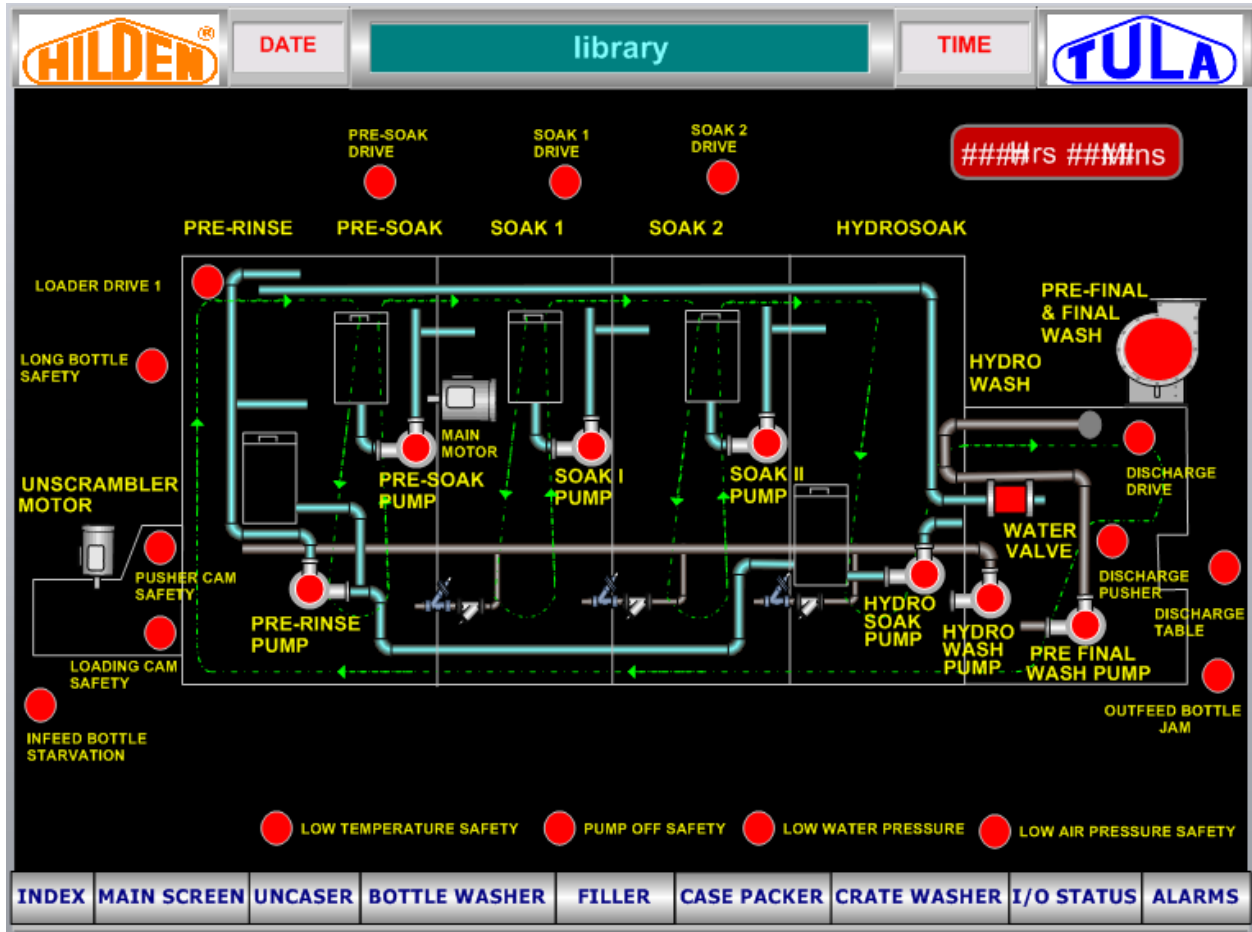 HILDEN®
DATE
library
TIME
TULA
PRE-SOAK
DRIVE
SOAK 1
DRIVE
SOAK 2
DRIVE
####Hrs ####Mins
PRE-RINSE
PRE-SOAK
SOAK 1
SOAK 2
HYDROSOAK
LOADER DRIVE 1
PRE-FINAL
& FINAL
WASH
LONG BOTTLE
SAFETY
HYDRO
WASH
MAIN
MOTOR
PRE-SOAK
PUMP
SOAK I
PUMP
SOAK II
PUMP
DISCHARGE
DRIVE
UNSCRAMBLER
MOTOR
WATER
VALVE
PUSHER CAM
SAFETY
DISCHARGE
PUSHER
HYDRO
SOAK
PUMP
DISCHARGE
TABLE
PRE-RINSE
PUMP
HYDRO
WASH
PUMP
PRE FINAL
WASH PUMP
LOADING CAM
SAFETY
OUTFEED BOTTLE
JAM
INFEED BOTTLE
STARVATION
LOW TEMPERATURE SAFETY
PUMP OFF SAFETY
LOW WATER PRESSURE
LOW AIR PRESSURE SAFETY
INDEX
MAIN SCREEN
UNCASER
BOTTLE WASHER
FILLER
CASE PACKER
CRATE WASHER
I/O STATUS
ALARMS